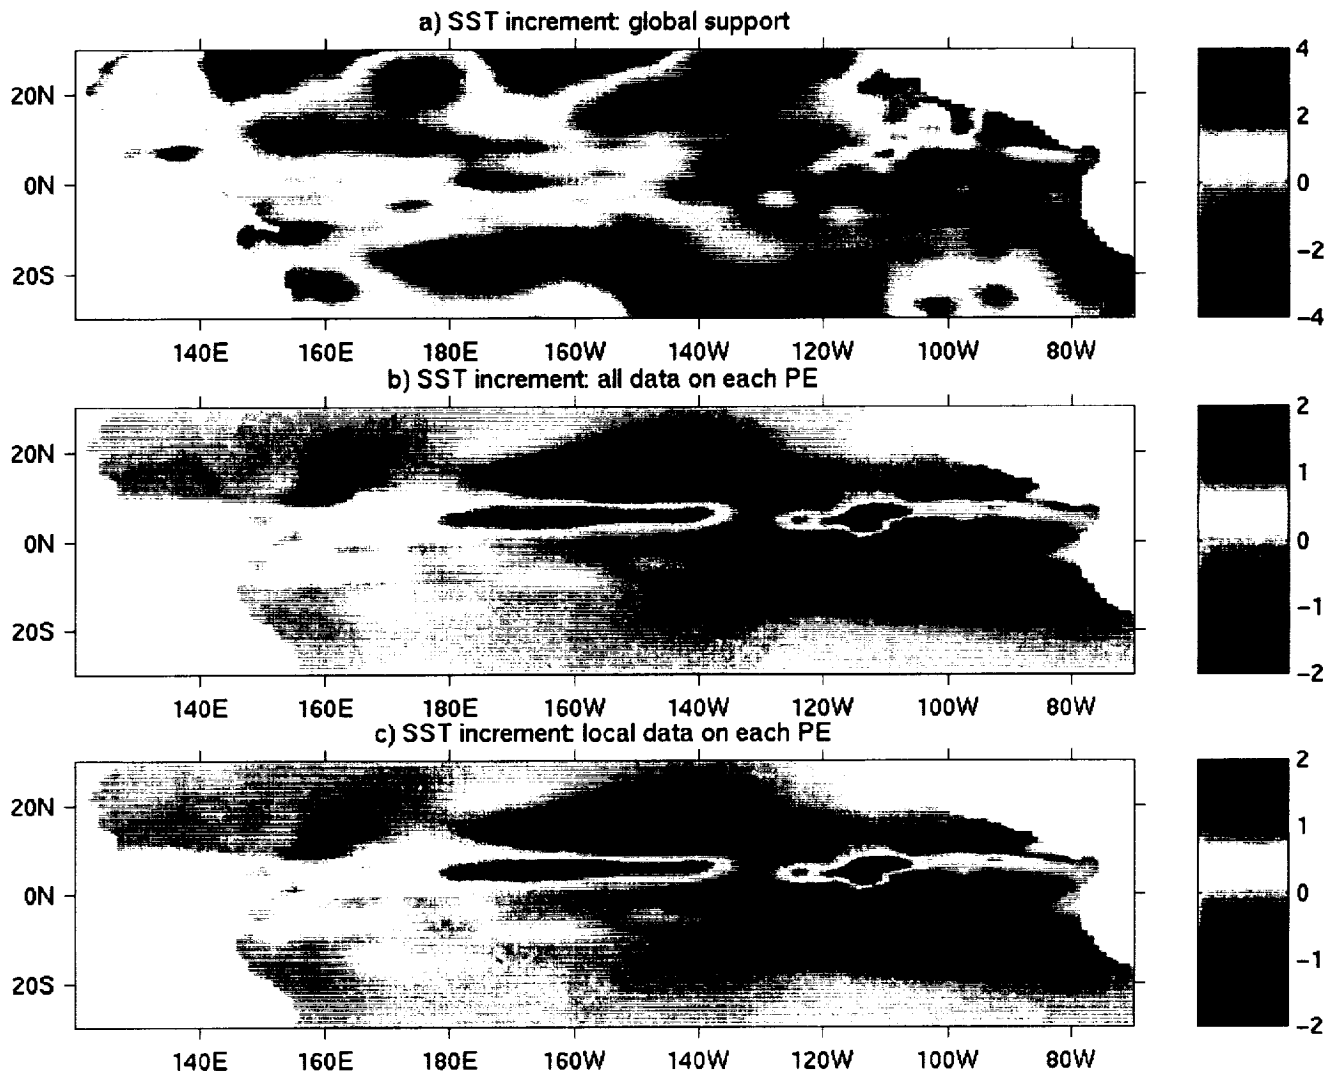 a) SST increment: global support
20N
0N
20S
140E 160E 180E 160W 140W 120W 100W 80W
4
2
0
−2
−4
b) SST increment: all data on each PE
20N
0N
20S
140E 160E 180E 160W 140W 120W 100W 80W
2
1
0
−1
−2
c) SST increment: local data on each PE
20N
0N
20S
140E 160E 180E 160W 140W 120W 100W 80W
2
1
0
−1
−2